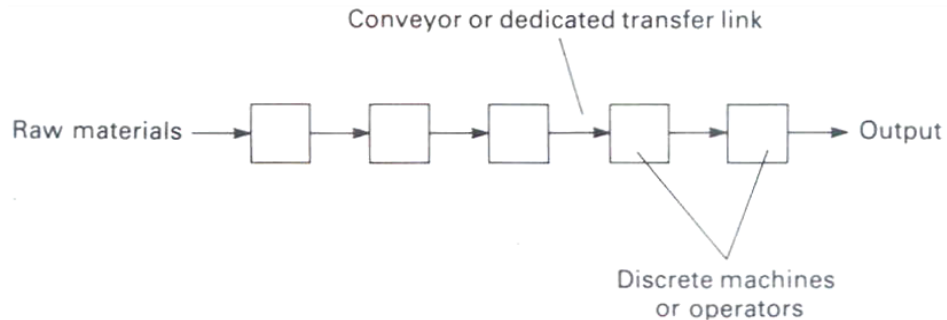 Conveyor or dedicated transfer link
Raw materials
Output
Discrete machines
or operators